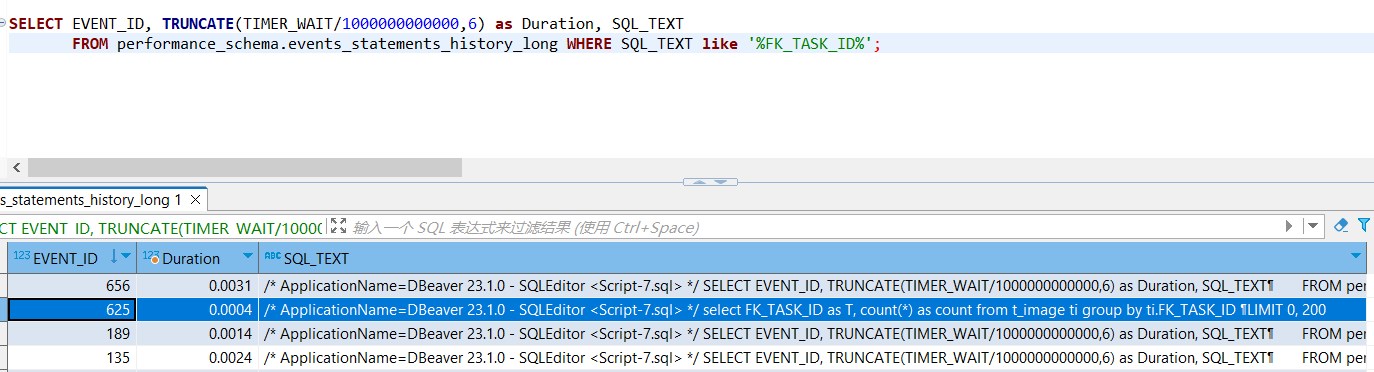 SELECT EVENT_ID, TRUNCATE(TIMER_WAIT/1000000000000,6) as Duration, SQL_TEXT
FROM performance_schema.events_statements_history_long WHERE SQL_TEXT like '%FK_TASK_ID%';
s_statements_history_long 1
CT EVENT_ID, TRUNCATE(TIMER_WAIT/10000 输入一个 SQL 表达式来过滤结果 (使用 Ctrl+Space)
123 EVENT_ID 123 Duration ABC SQL_TEXT
656 0.0031 /* ApplicationName=DBeaver 23.1.0 - SQLEditor <Script-7.sql> */ SELECT EVENT_ID, TRUNCATE(TIMER_WAIT/1000000000000,6) as Duration, SQL_TEXT¶ FROM per
625 0.0004 /* ApplicationName=DBeaver 23.1.0 - SQLEditor <Script-7.sql> */ select FK_TASK_ID as T, count(*) as count from t_image ti group by ti.FK_TASK_ID ¶LIMIT 0, 200
189 0.0014 /* ApplicationName=DBeaver 23.1.0 - SQLEditor <Script-7.sql> */ SELECT EVENT_ID, TRUNCATE(TIMER_WAIT/1000000000000,6) as Duration, SQL_TEXT¶ FROM per
135 0.0024 /* ApplicationName=DBeaver 23.1.0 - SQLEditor <Script-7.sql> */ SELECT EVENT_ID, TRUNCATE(TIMER_WAIT/1000000000000,6) as Duration, SQL_TEXT¶ FROM per